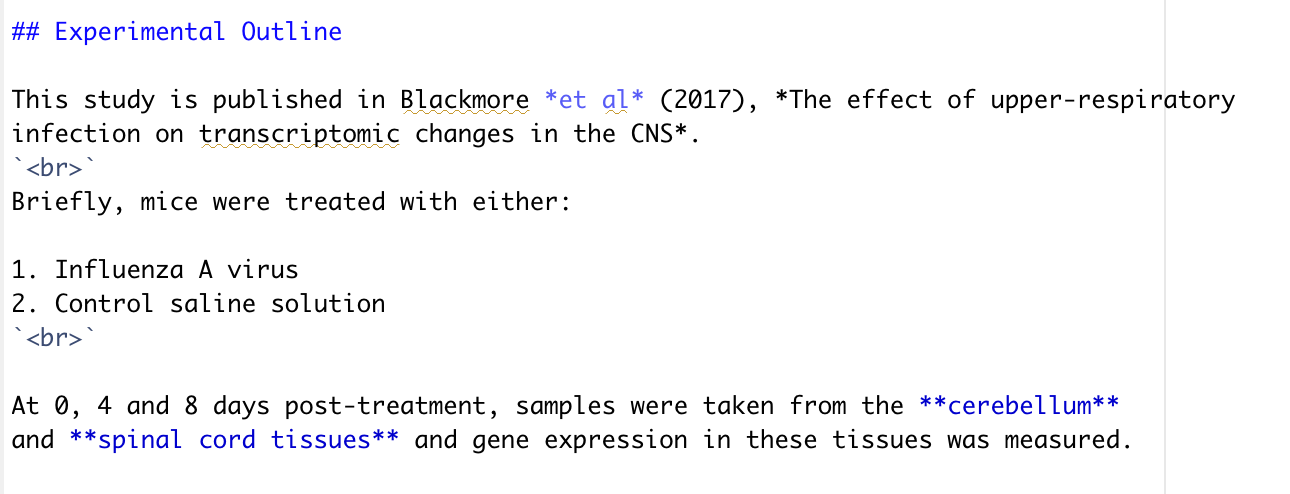 ## Experimental Outline
This study is published in Blackmore *et al* (2017), *The effect of upper-respiratory
infection on transcriptomic changes in the CNS*.
`<br>`
Briefly, mice were treated with either:
1. Influenza A virus
2. Control saline solution
`<br>`
At 0, 4 and 8 days post-treatment, samples were taken from the **cerebellum**
and **spinal cord tissues** and gene expression in these tissues was measured.